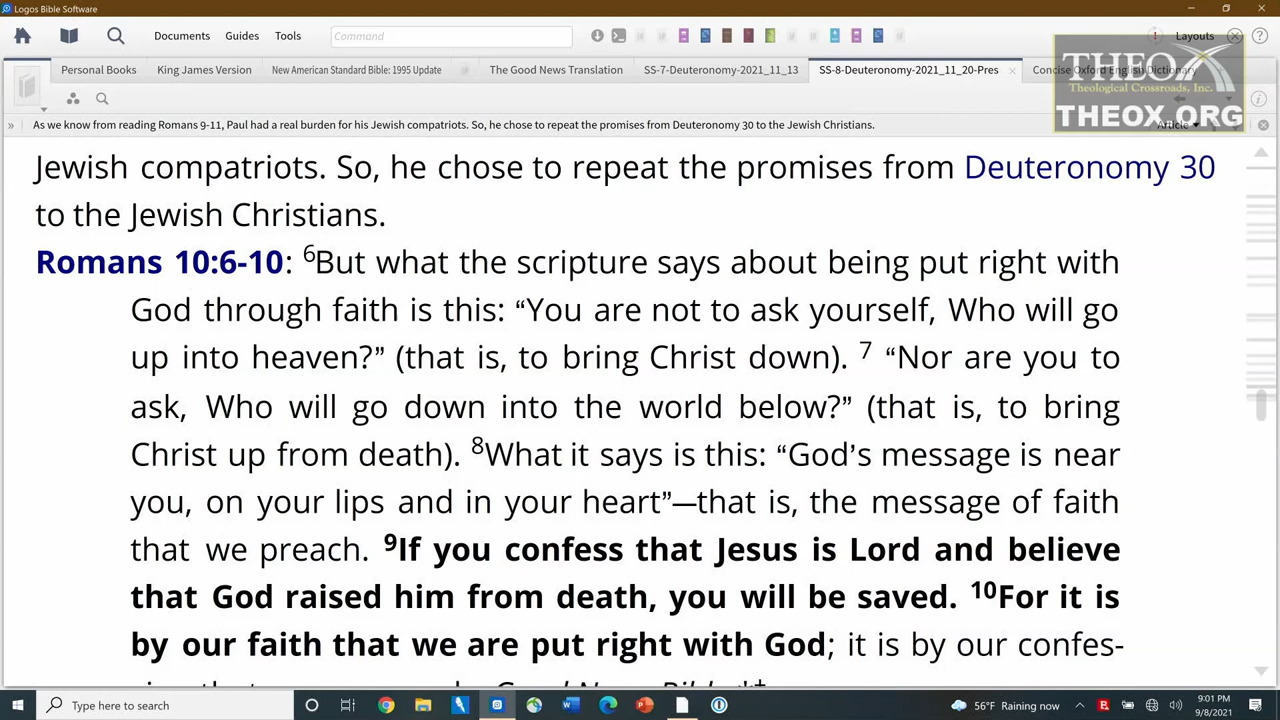 Logos Bible Software
Documents Guides Tools Command Layouts
Personal Books King James Version New American Standard Updates The Good News Translation SS-7-Deuteronomy-2021_11_13 SS-8-Deuteronomy-2021_11_20-Pres Concise Oxford English Dictionary
THEOX
Theological Crossroads, Inc.
THEOX.ORG
As we know from reading Romans 9-11, Paul had a real burden for his Jewish compatriots. So, he chose to repeat the promises from Deuteronomy 30 to the Jewish Christians. Article
Jewish compatriots. So, he chose to repeat the promises from Deuteronomy 30
to the Jewish Christians.
Romans 10:6-10: 6But what the scripture says about being put right with
God through faith is this: “You are not to ask yourself, Who will go
up into heaven?” (that is, to bring Christ down). 7 “Nor are you to
ask, Who will go down into the world below?” (that is, to bring
Christ up from death). 8What it says is this: “God’s message is near
you, on your lips and in your heart”—that is, the message of faith
that we preach. 9If you confess that Jesus is Lord and believe
that God raised him from death, you will be saved. 10For it is
by our faith that we are put right with God; it is by our confes-
Type here to search 56°F Raining now 9:01 PM
9/8/2021